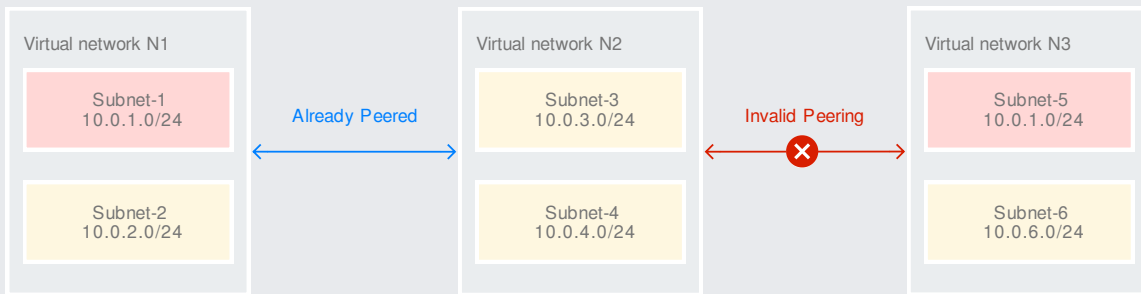 Virtual network N1
Subnet-1
10.0.1.0/24
Subnet-2
10.0.2.0/24
Already Peered
Virtual network N2
Subnet-3
10.0.3.0/24
Subnet-4
10.0.4.0/24
Invalid Peering
Virtual network N3
Subnet-5
10.0.1.0/24
Subnet-6
10.0.6.0/24